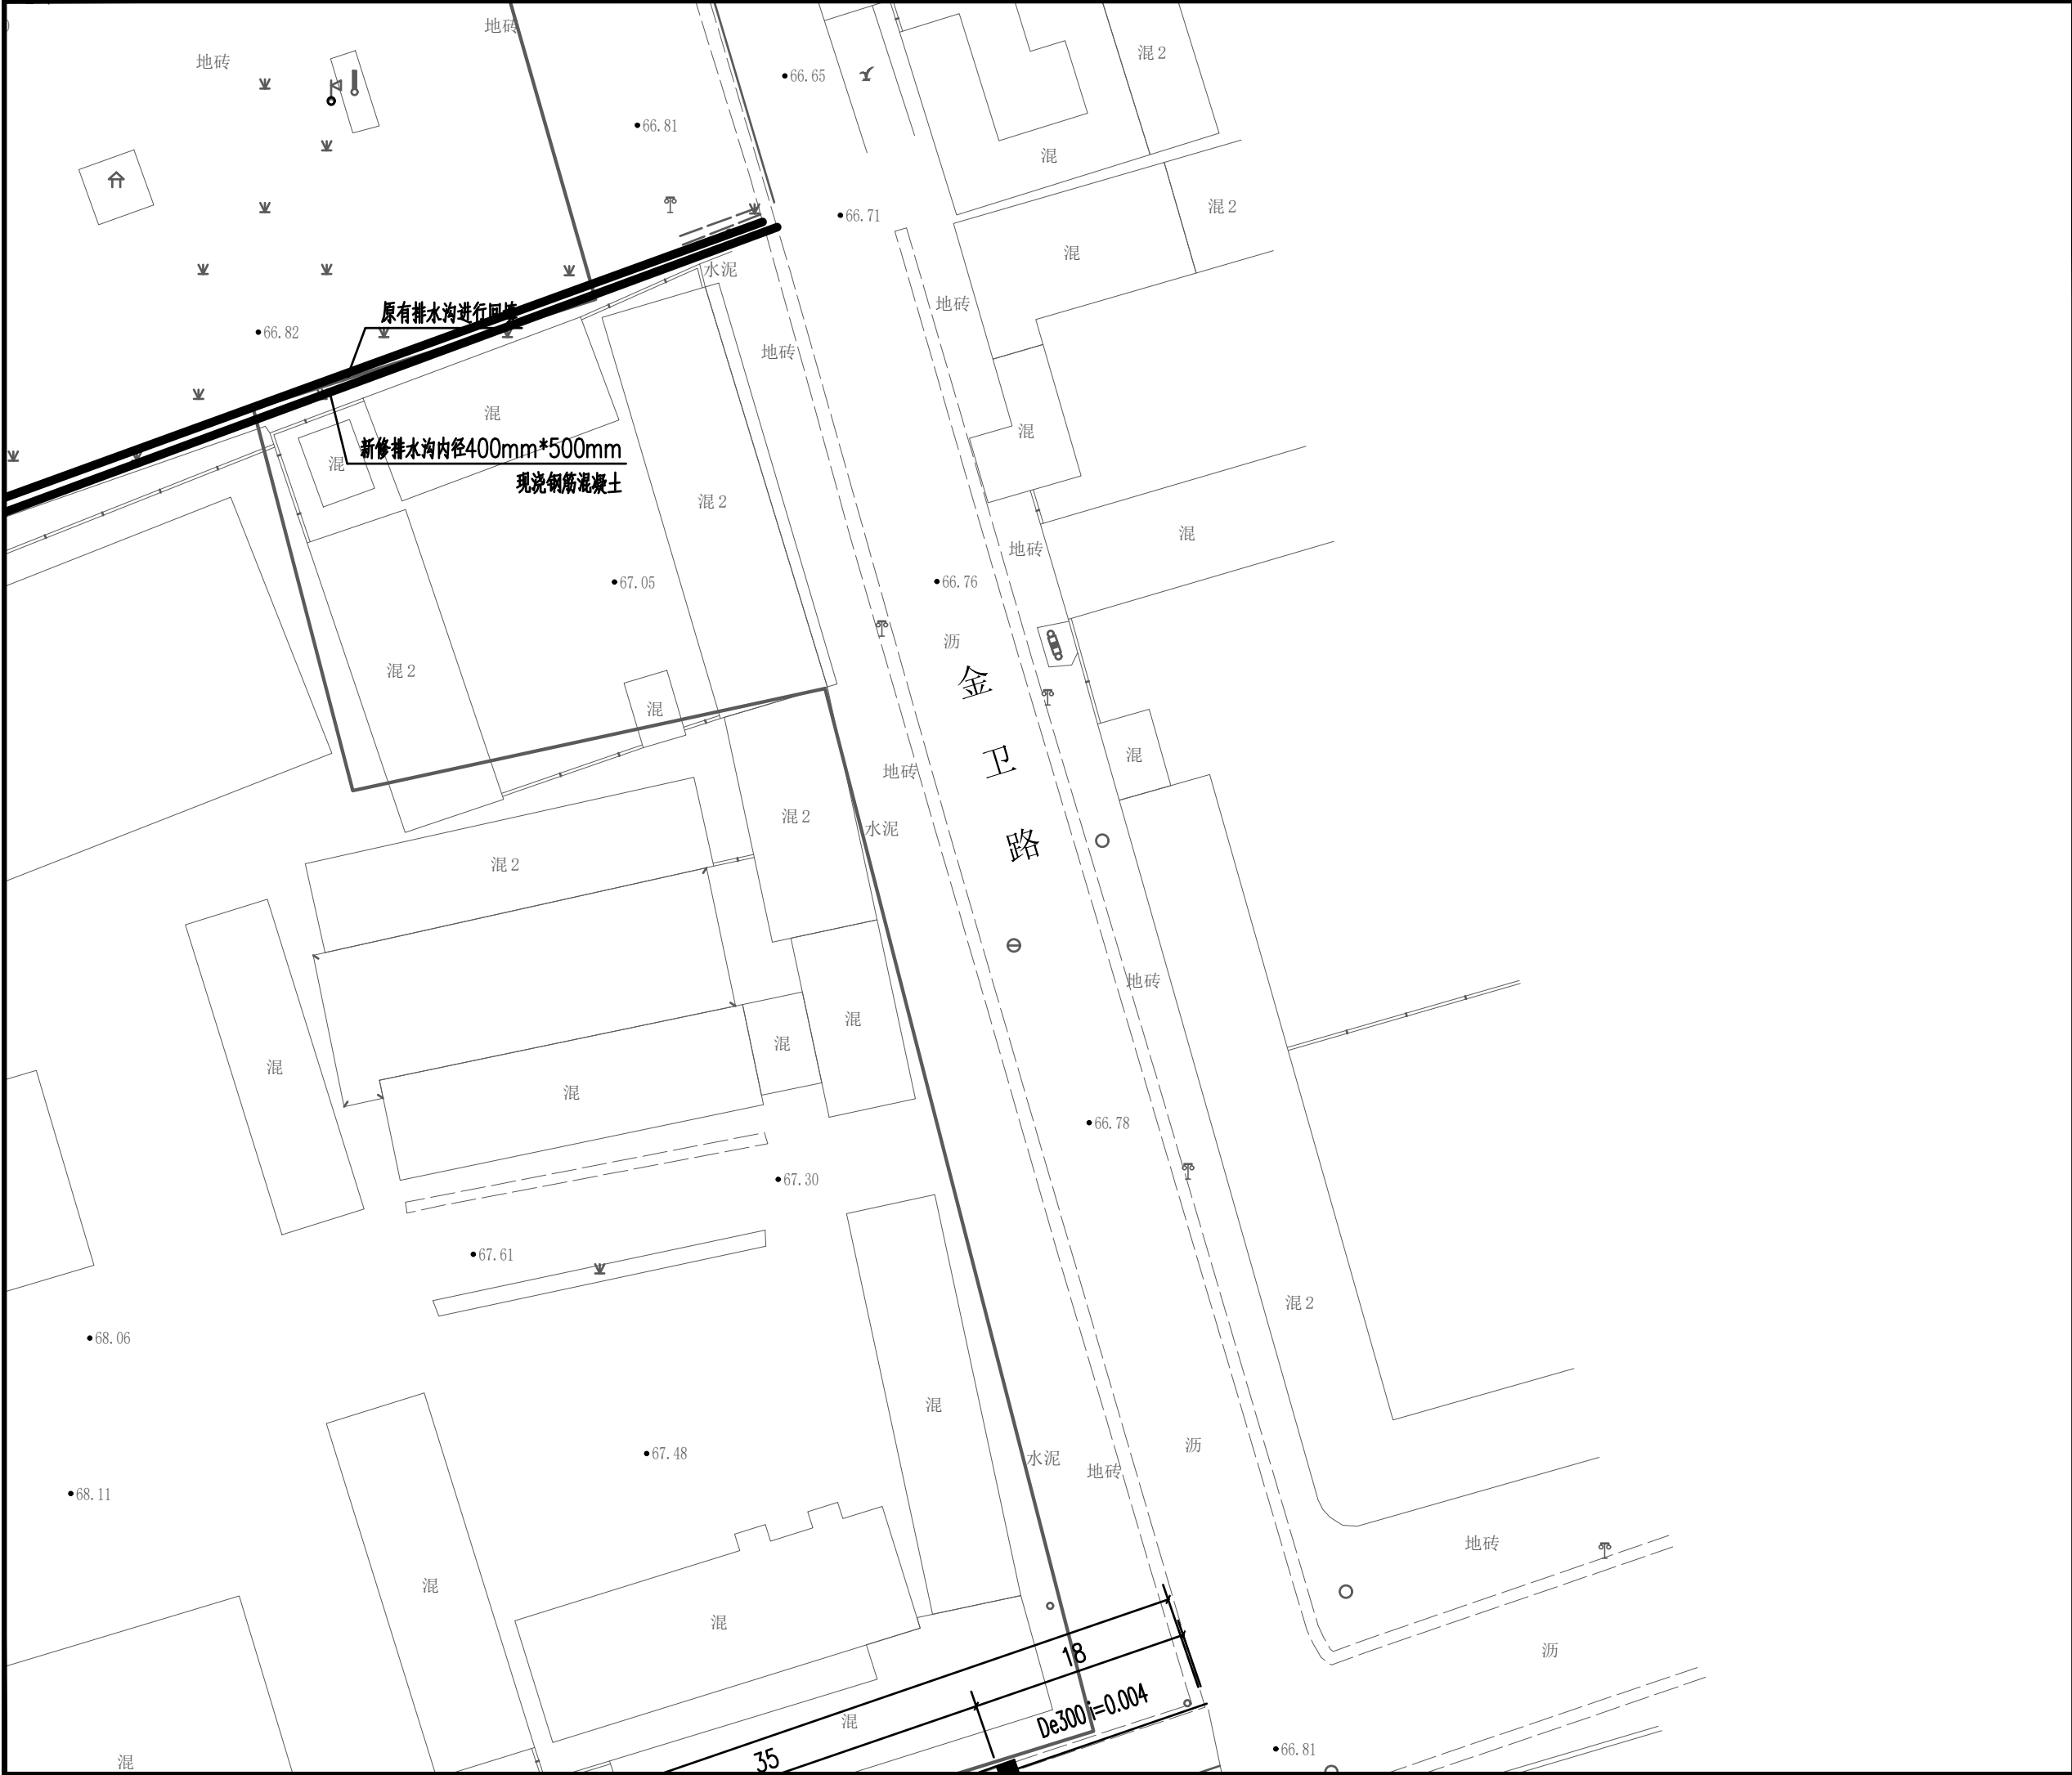 地砖
地砖
混2
66.65
66.81
混
混2
66.71
混
水泥
地砖
原有排水沟进行回
66.82
地砖
混
混
新修排水沟内径400mm*500mm
混
现浇钢筋混凝土
混2
混
地砖
67.05
66.76
沥
混2
金
混
混
卫
地砖
混2
水泥
路
混2
地砖
混
混
混
混
66.78
67.30
67.61
混2
68.06
混
沥
67.48
水泥
地砖
68.11
地砖
混
混
沥
18
De300 i=0.004
混
66.81
35
混